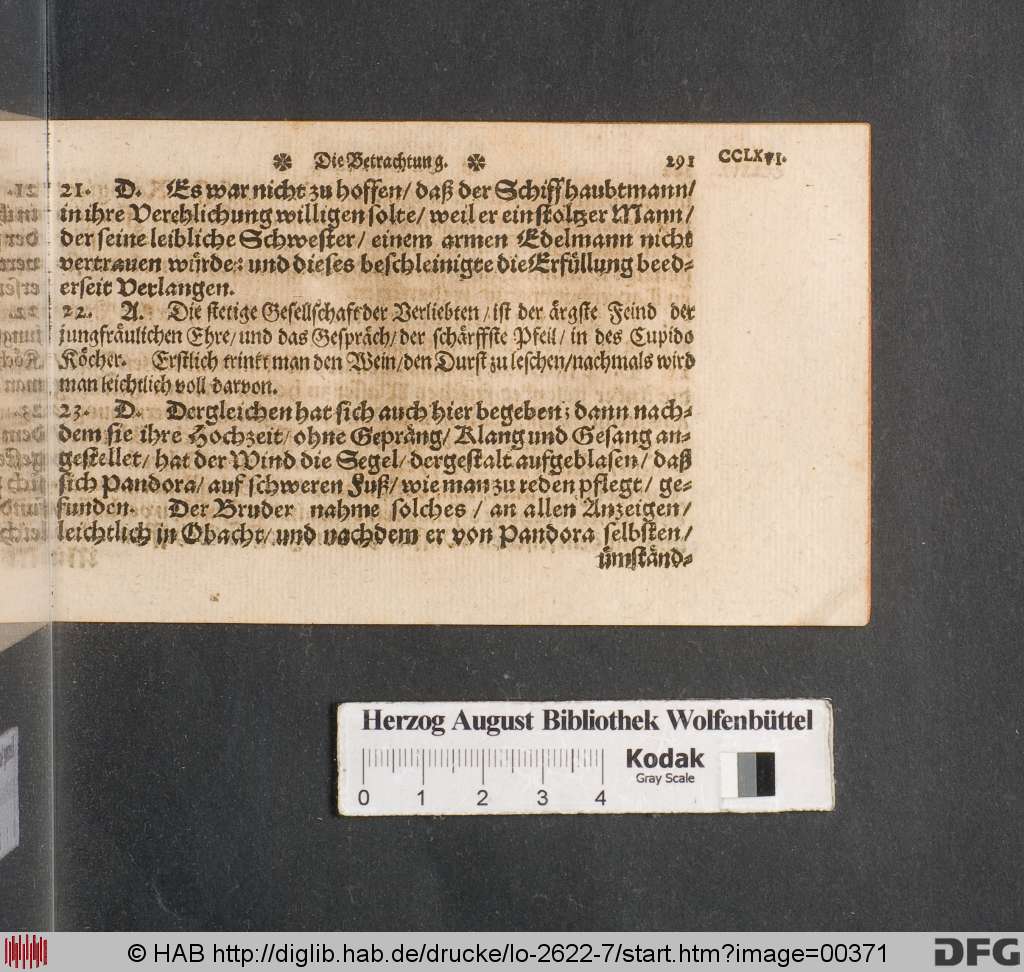 Die Betrachtung. 291 CCLXVI.
21. D. Es war nicht zu hoffen/ daß der Schiffhaubtmann/
in ihre Verehlichung willigen solte/ weil er ein stoltzer Mann/
der seine leibliche Schwester/ einem armen Edelmann nicht
vertrauen würde: und dieses beschleinigte die Erfüllung beed-
erseit Verlangen.
22. A. Die stetige Gesellschaft der Verliebten/ ist der ärgste Feind der
jungfräulichen Ehre/ und das Gespräch/ der schärffste Pfeil/ in des Cupido
Köcher. Erstlich trinkt man den Wein/ den Durst zu leschen/ nachmals wird
man leichtlich voll darvon.
23. D. Dergleichen hat sich auch hier begeben; dann nach-
dem sie ihre Hochzeit/ ohne Gepräng/ Klang und Gesang an-
gestellet/ hat der Wind die Segel/ dergestalt aufgeblasen/ daß
sich Pandora/ auf schweren Fuß/ wie man zu reden pflegt/ ge-
funden. Der Bruder nahme solches / an allen Anzeigen/
leichtlich in Obacht/ und nachdem er von Pandora selbsten/
ümständ-
Herzog August Bibliothek Wolfenbüttel
Kodak
Gray Scale
0 1 2 3 4
© HAB http://diglib.hab.de/drucke/lo-2622-7/start.htm?image=00371
DFG